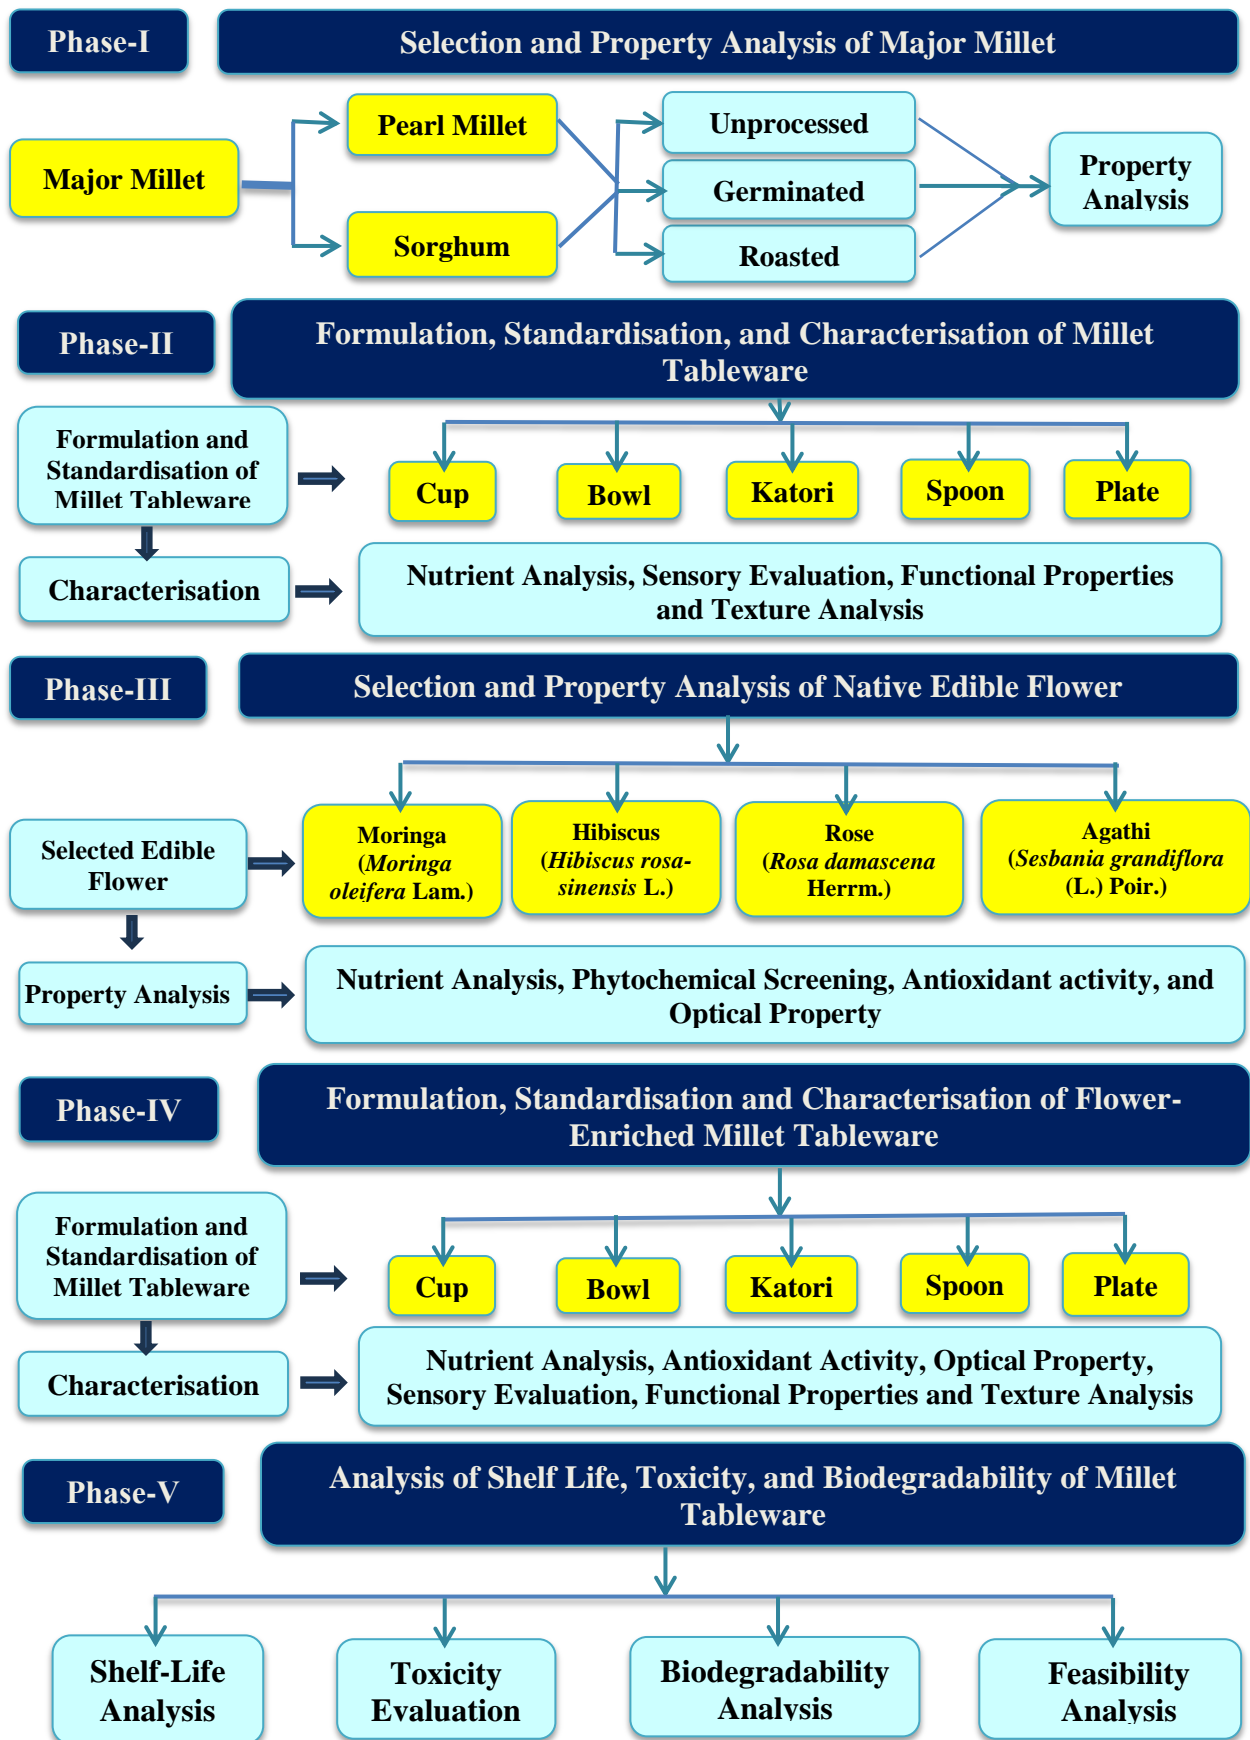 Phase-I
Selection and Property Analysis of Major Millet
Major Millet
Pearl Millet
Sorghum
Unprocessed
Germinated
Roasted
Property
Analysis
Phase-II
Formulation, Standardisation, and Characterisation of Millet
Tableware
Formulation and
Standardisation of
Millet Tableware
Cup
Bowl
Katori
Spoon
Plate
Characterisation
Nutrient Analysis, Sensory Evaluation, Functional Properties
and Texture Analysis
Phase-III
Selection and Property Analysis of Native Edible Flower
Selected Edible
Flower
Moringa
(Moringa
oleifera Lam.)
Hibiscus
(Hibiscus rosa-
sinensis L.)
Rose
(Rosa damascena
Herrm.)
Agathi
(Sesbania grandiflora
(L.) Poir.)
Property Analysis
Nutrient Analysis, Phytochemical Screening, Antioxidant activity, and
Optical Property
Phase-IV
Formulation, Standardisation and Characterisation of Flower-
Enriched Millet Tableware
Formulation and
Standardisation of
Millet Tableware
Cup
Bowl
Katori
Spoon
Plate
Characterisation
Nutrient Analysis, Antioxidant Activity, Optical Property,
Sensory Evaluation, Functional Properties and Texture Analysis
Phase-V
Analysis of Shelf Life, Toxicity, and Biodegradability of Millet
Tableware
Shelf-Life
Analysis
Toxicity
Evaluation
Biodegradability
Analysis
Feasibility
Analysis